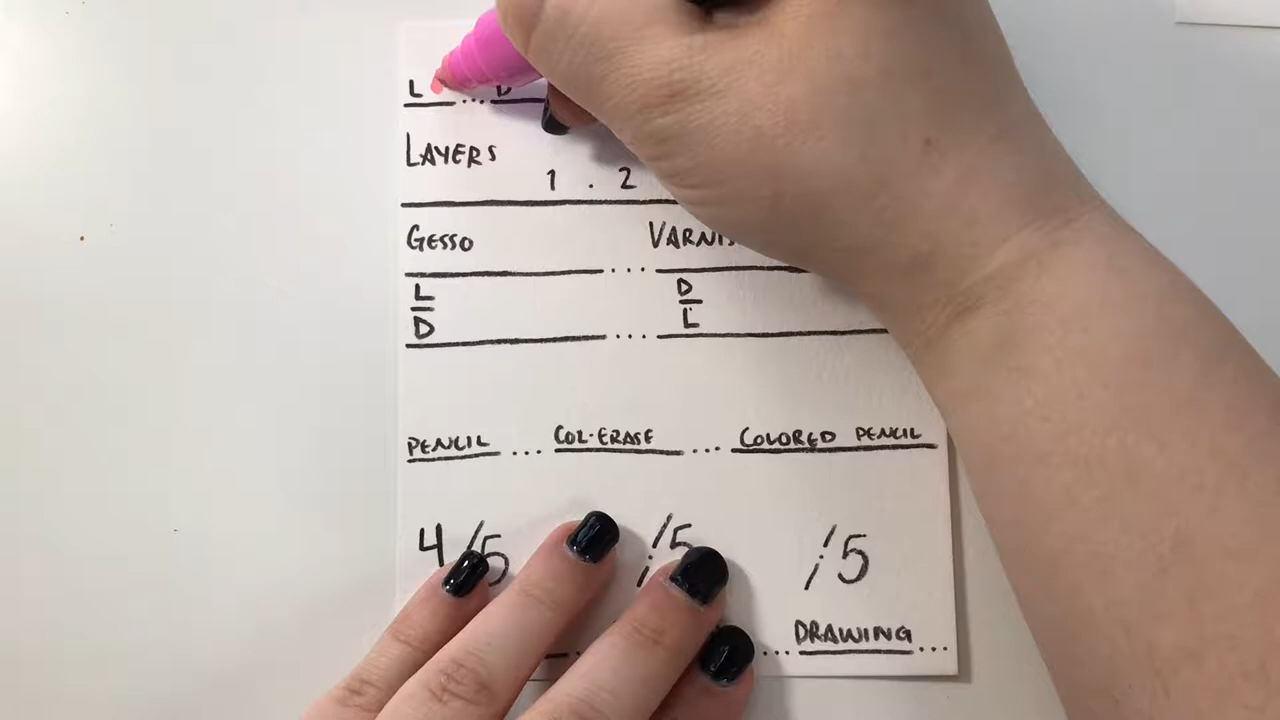 L ... D
LAYERS
1 . 2
GESSO
... 
L
D
D
L
...
PENCIL ... COL-ERASE ... COLORED PENCIL
4/5 /5 /5
... DRAWING ...